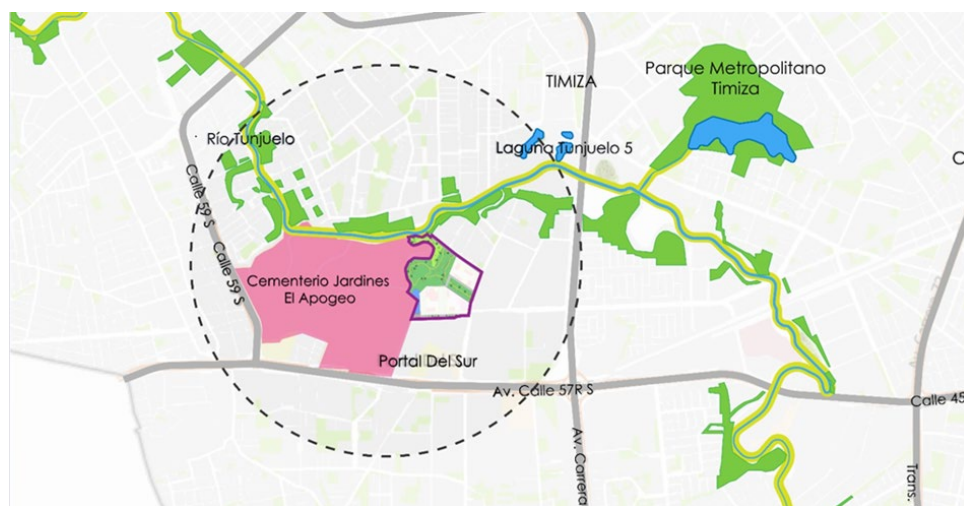 Parque Metropolitano
Timiza
TIMIZA
Río Tunjuelo
Laguna Tunjuelo 5
C
Calle 59 S
Calle 59 S
Cementerio Jardines
El Apogeo
Portal Del Sur
Av. Calle 57R S
Calle 45
Av. Carrera
Trans.